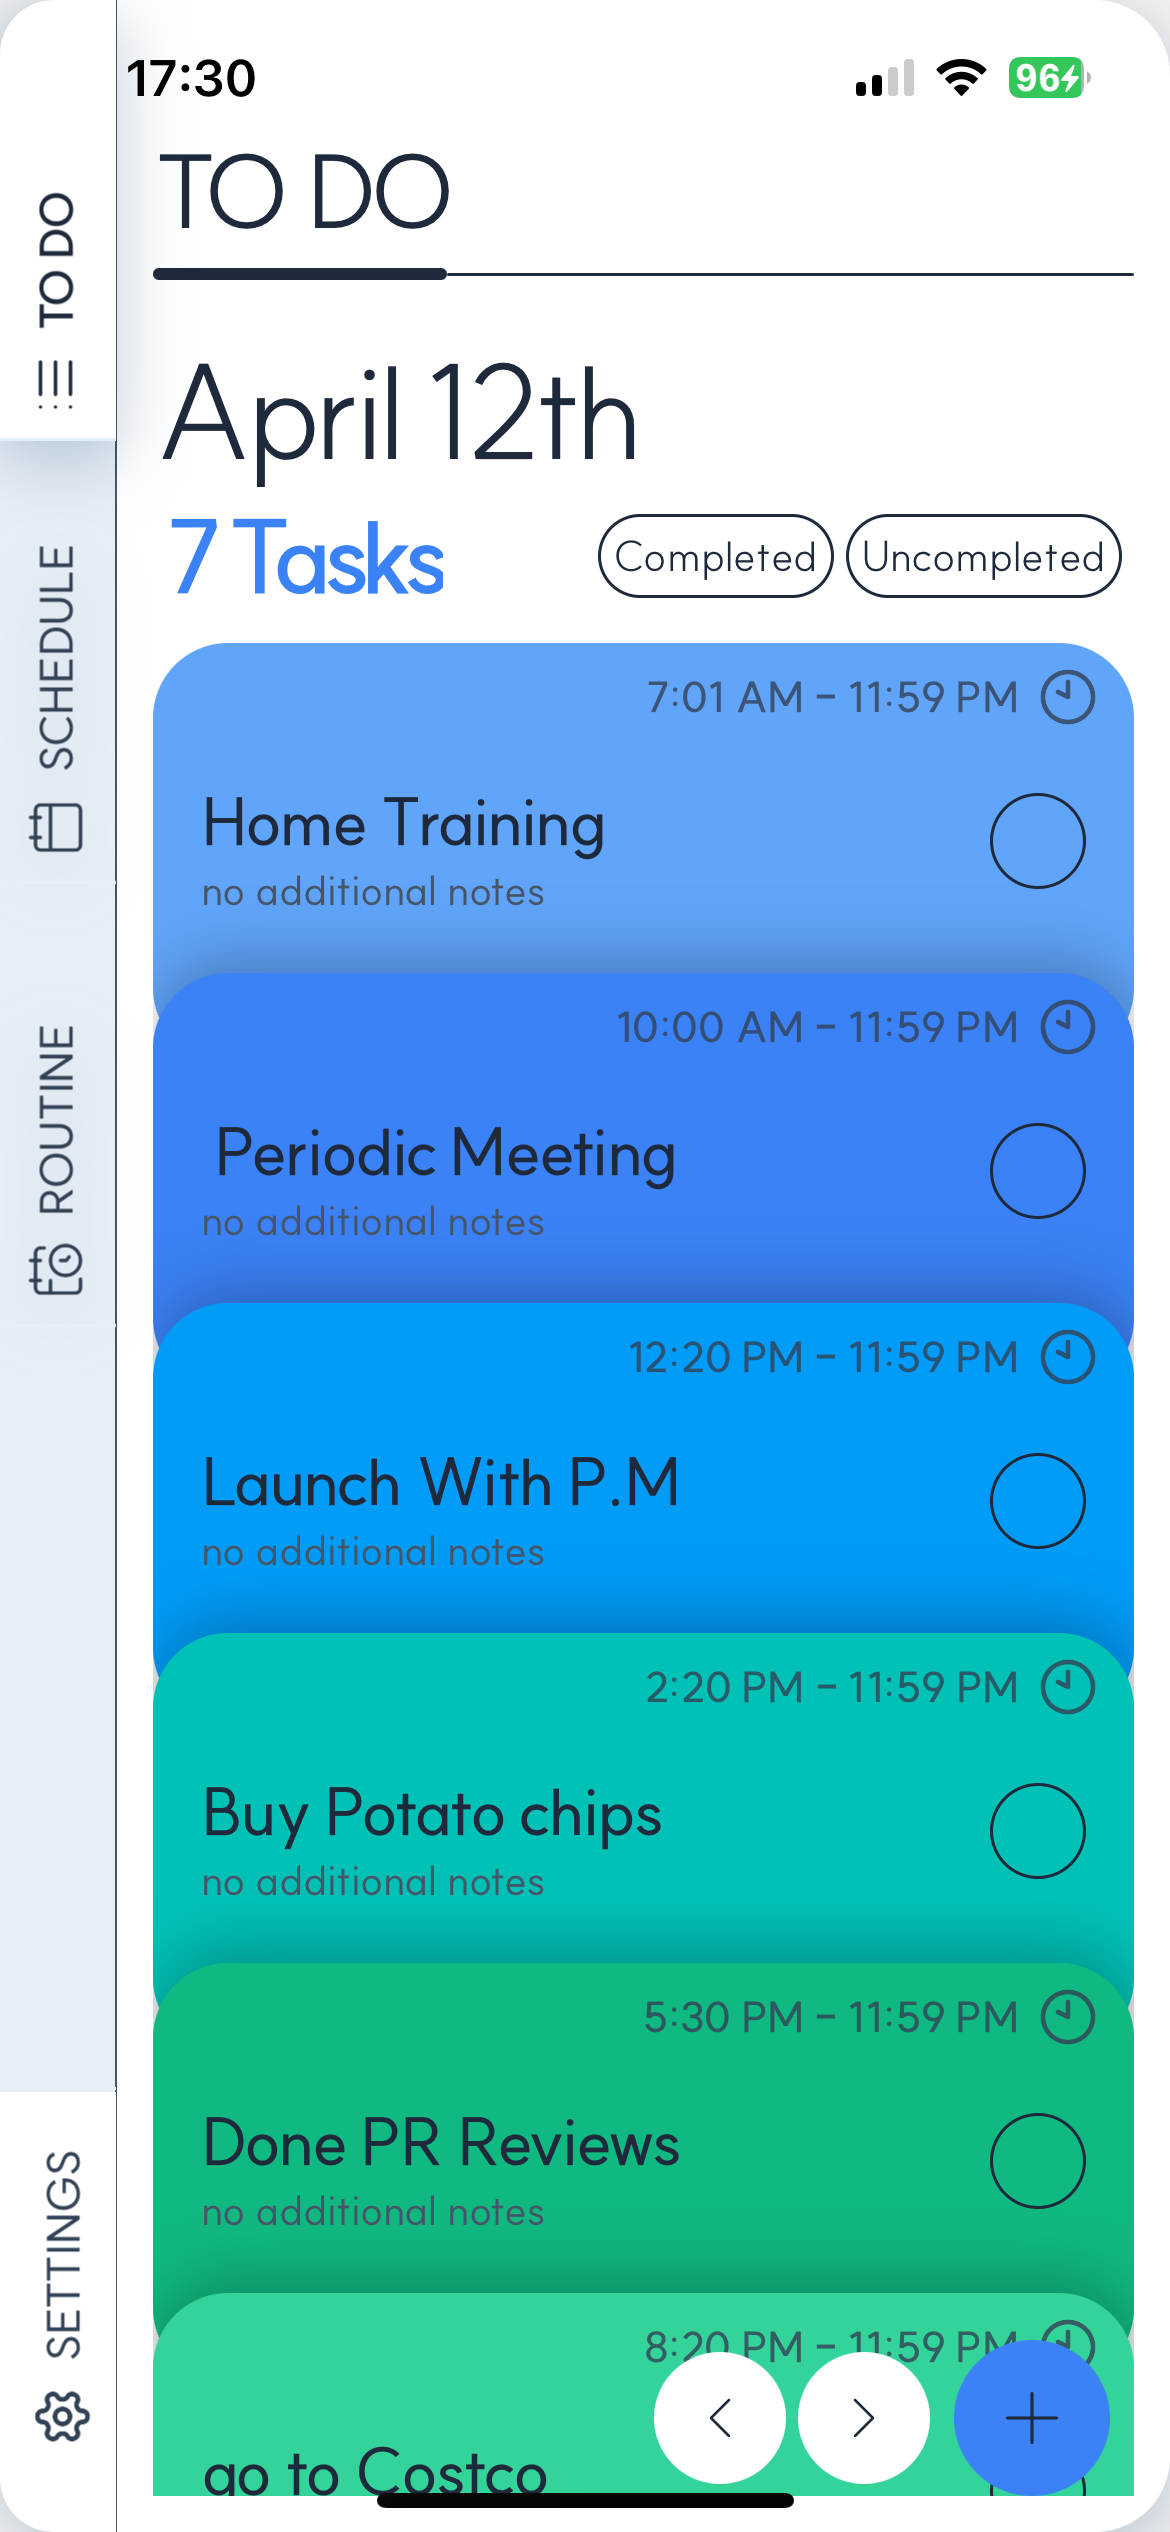 17:30
96
TO DO
TO DO
SCHEDULE
ROUTINE
SETTINGS
April 12th
7 Tasks
Completed
Uncompleted
7:01 AM - 11:59 PM
Home Training
no additional notes
10:00 AM - 11:59 PM
Periodic Meeting
no additional notes
12:20 PM - 11:59 PM
Launch With P.M
no additional notes
2:20 PM - 11:59 PM
Buy Potato chips
no additional notes
5:30 PM - 11:59 PM
Done PR Reviews
no additional notes
8:20 PM - 11:59 PM
go to Costco